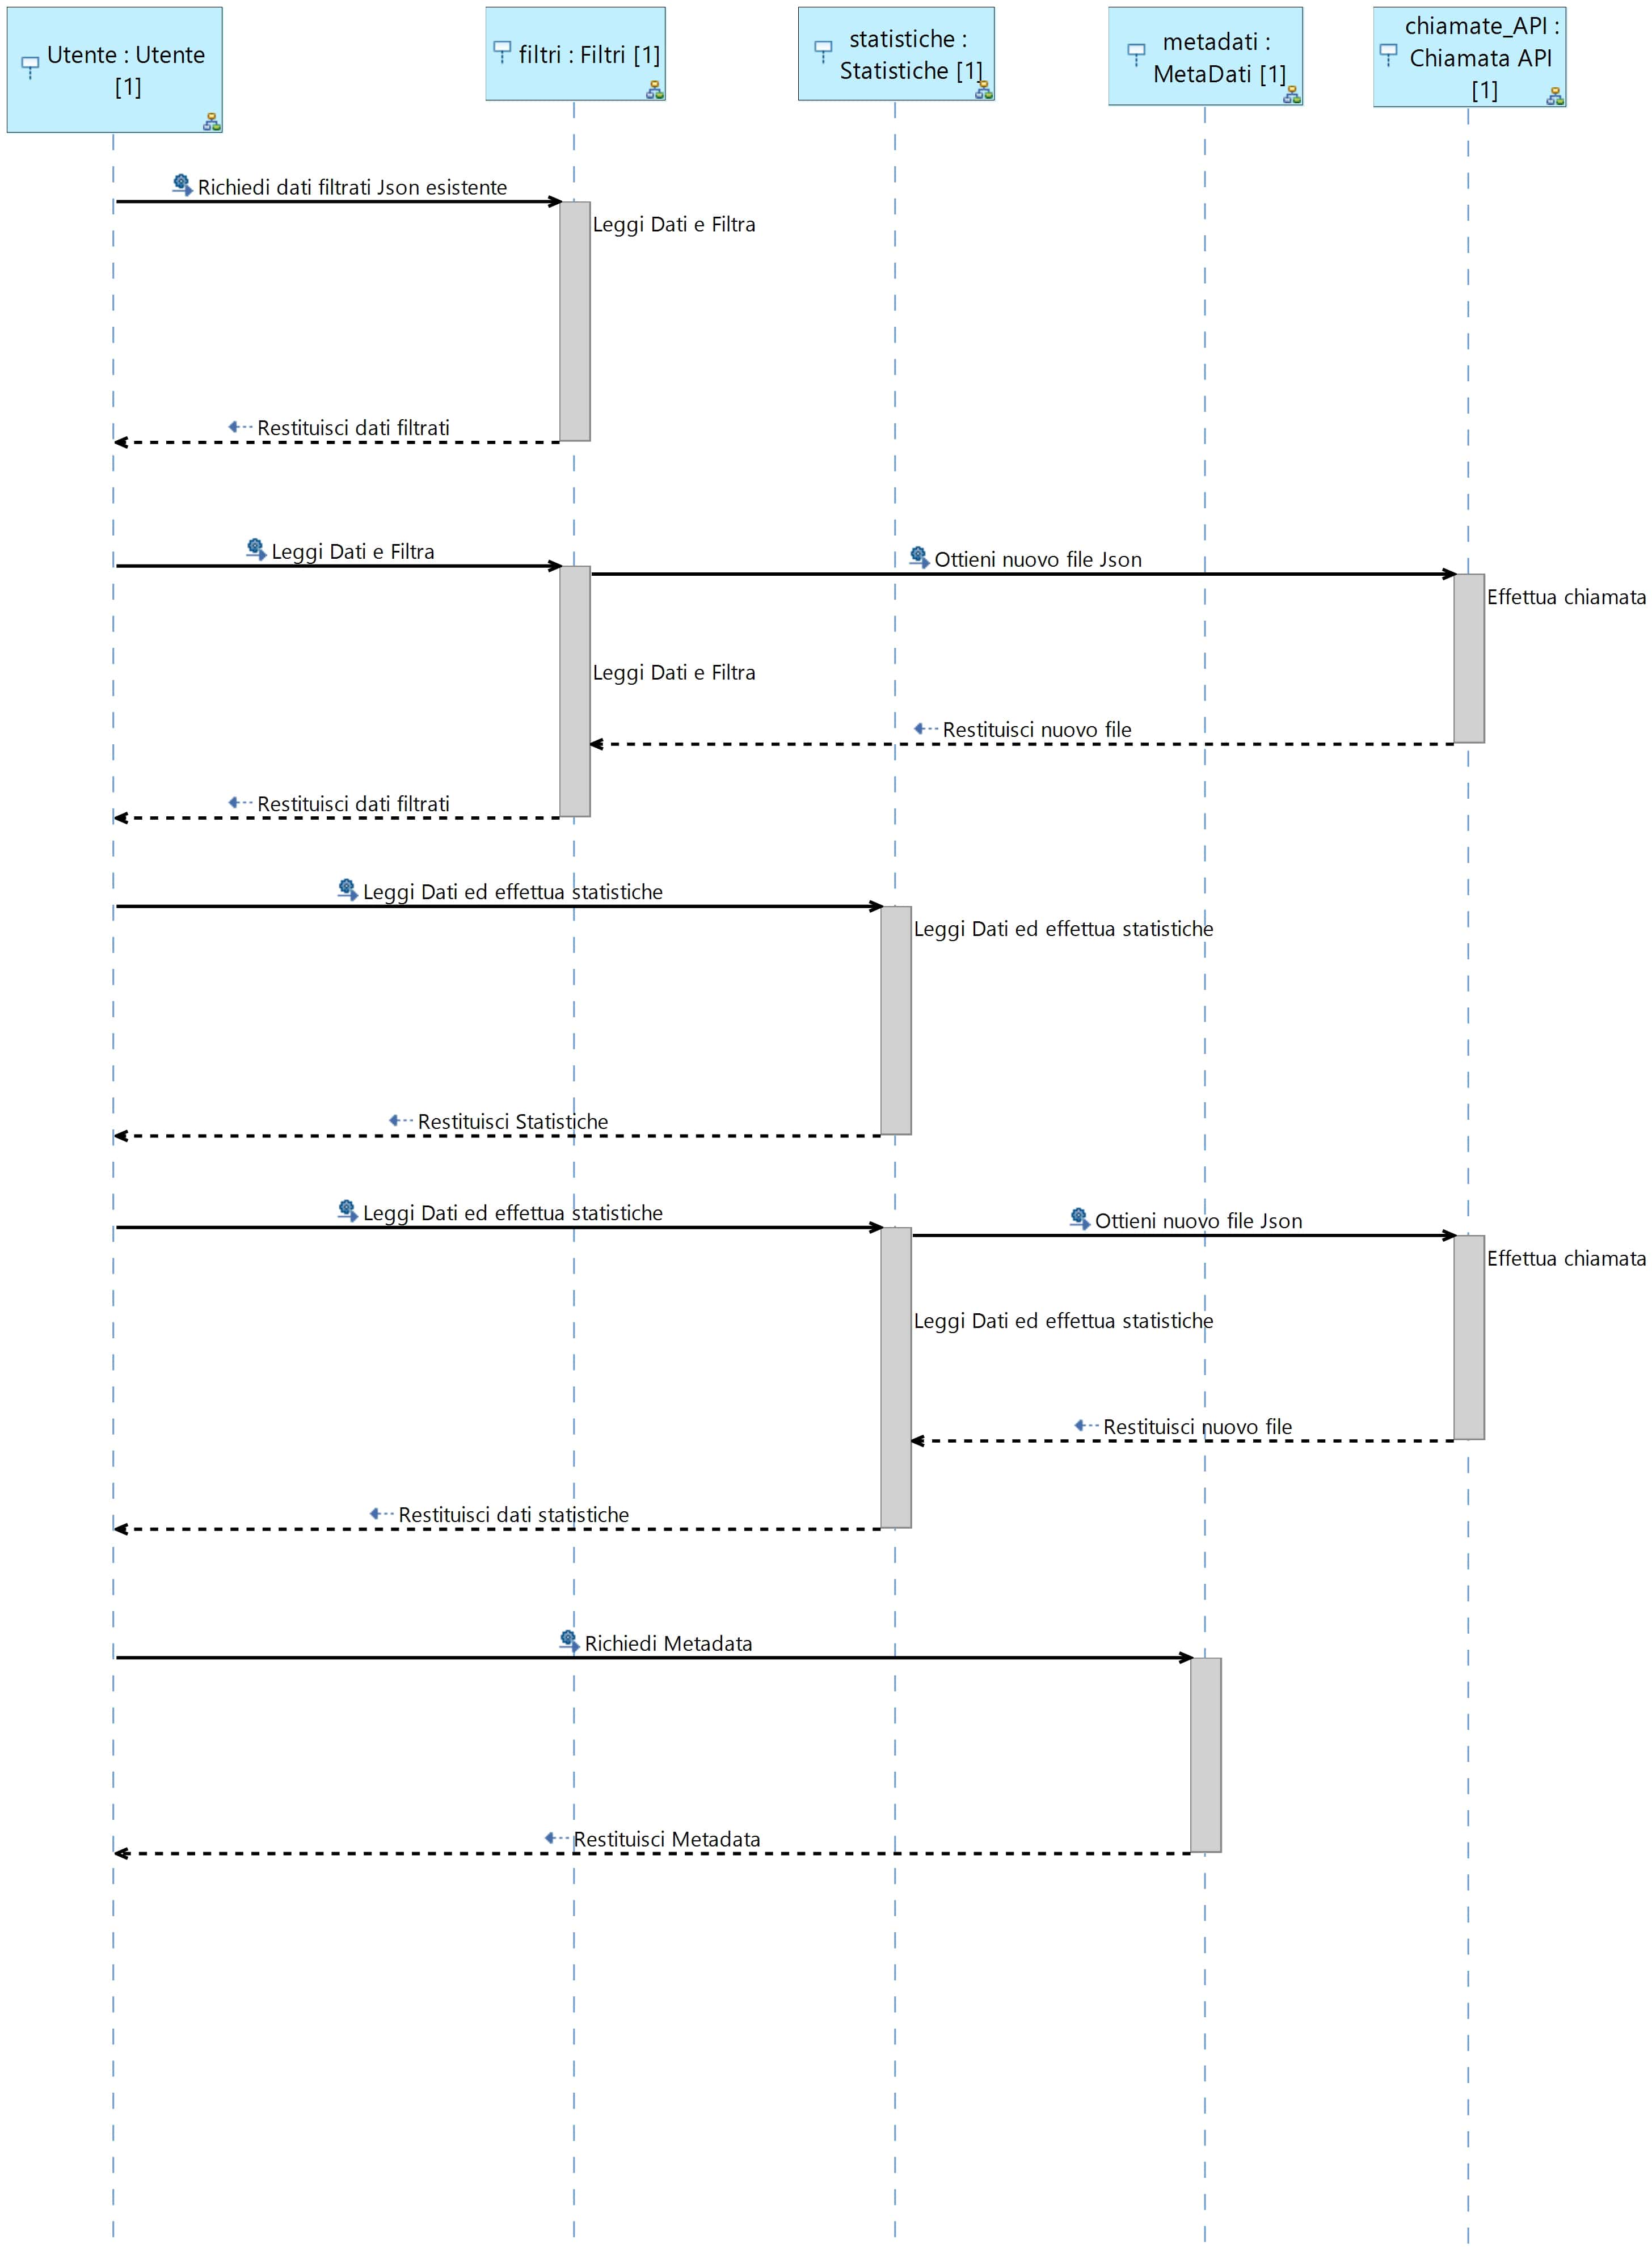 Utente : Utente
[1]
filtri : Filtri [1]
statistiche :
Statistiche [1]
metadati :
MetaDati [1]
chiamate_API :
Chiamata API
[1]
Richiedi dati filtrati Json esistente
Leggi Dati e Filtra
Restituisci dati filtrati
Leggi Dati e Filtra
Ottieni nuovo file Json
Effettua chiamata
Leggi Dati e Filtra
Restituisci nuovo file
Restituisci dati filtrati
Leggi Dati ed effettua statistiche
Leggi Dati ed effettua statistiche
Restituisci Statistiche
Leggi Dati ed effettua statistiche
Ottieni nuovo file Json
Effettua chiamata
Leggi Dati ed effettua statistiche
Restituisci nuovo file
Restituisci dati statistiche
Richiedi Metadata
Restituisci Metadata